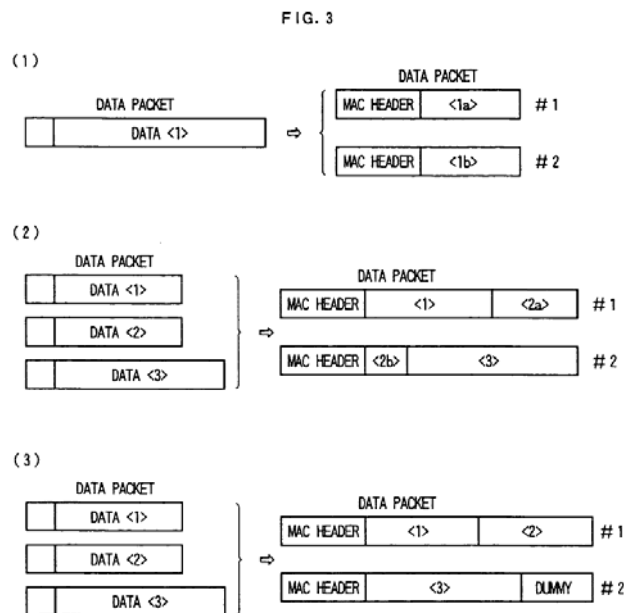 FIG. 3
(1)
DATA PACKET
DATA PACKET
MAC HEADER <1a> #1
DATA <1> ⇨
MAC HEADER <1b> #2
(2)
DATA PACKET
DATA PACKET
DATA <1>
MAC HEADER <1> <2a> #1
DATA <2> ⇨
MAC HEADER <2b> <3> #2
DATA <3>
(3)
DATA PACKET
DATA PACKET
DATA <1>
MAC HEADER <1> <2> #1
DATA <2> ⇨
MAC HEADER <3> DUMMY #2
DATA <3>